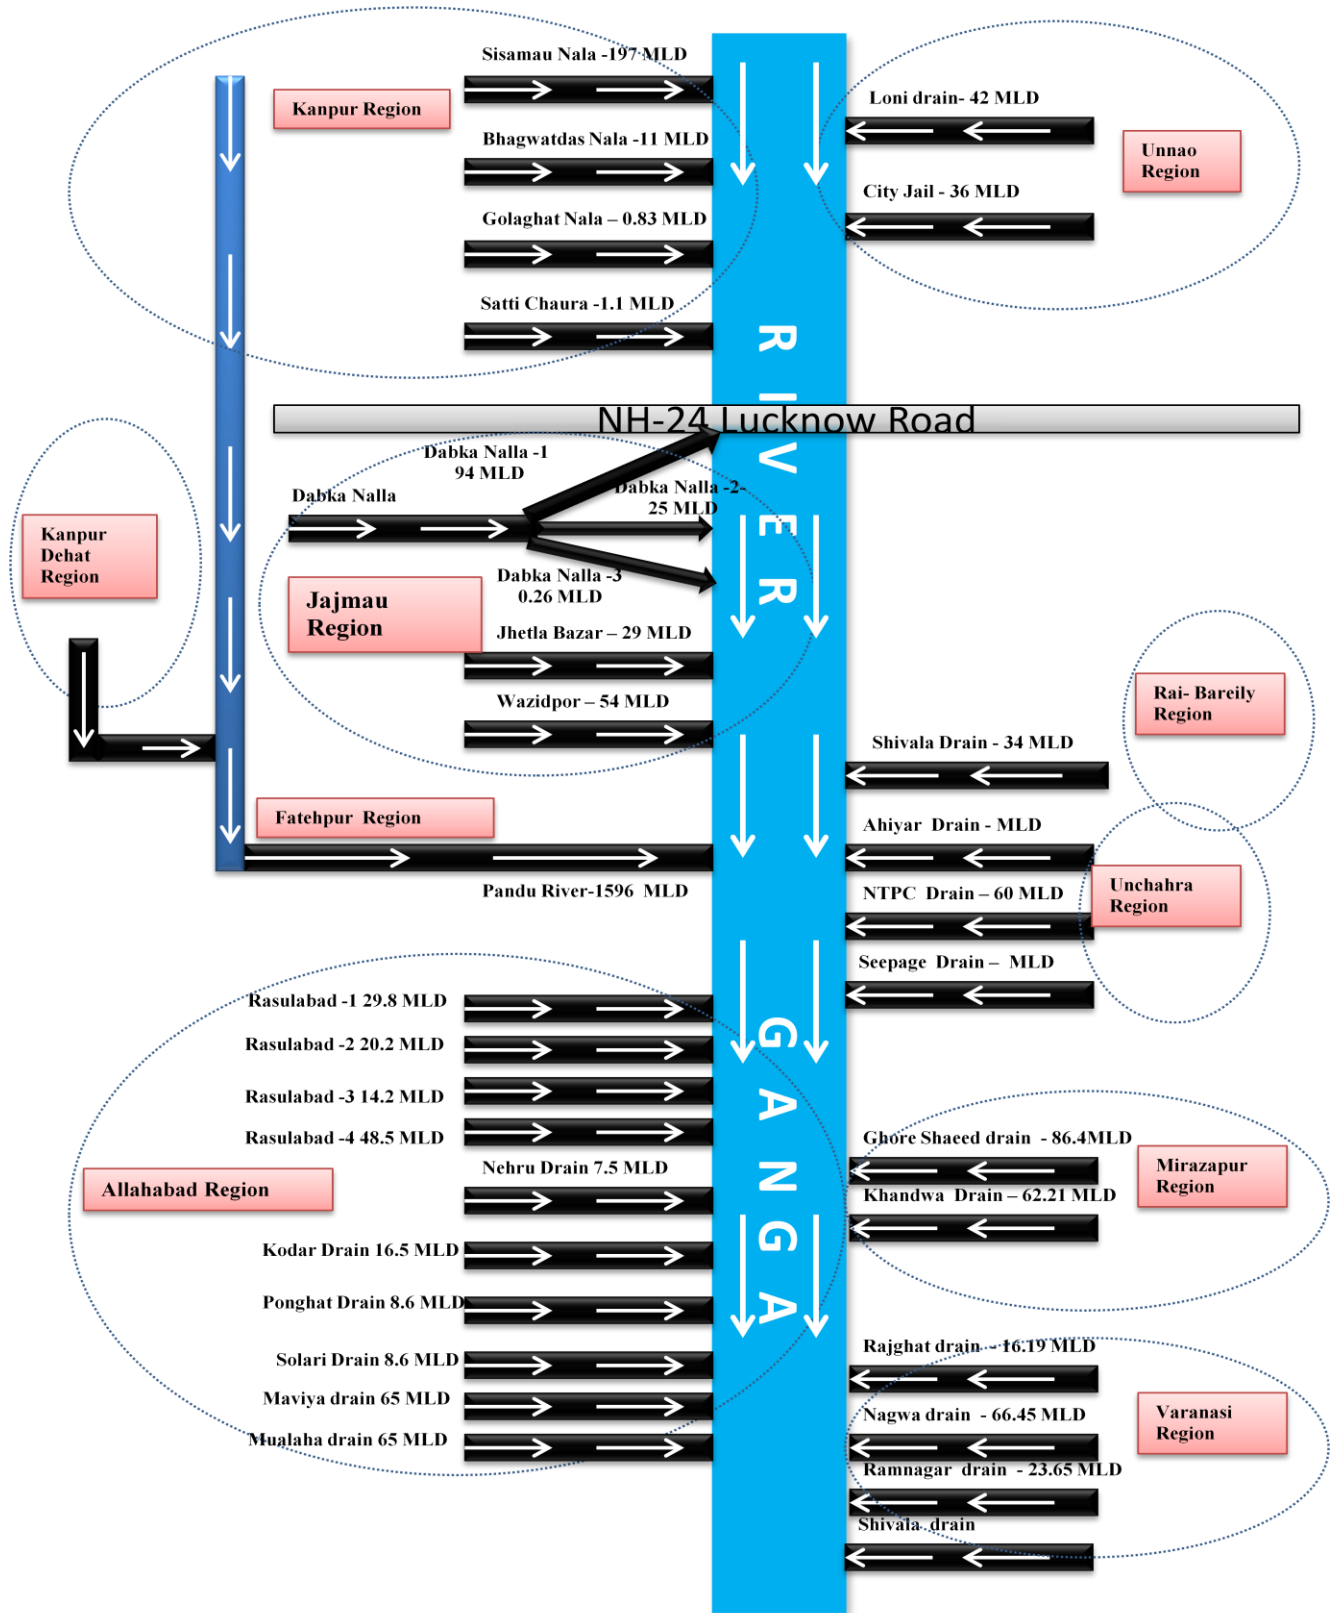 Sisamau Nala -197 MLD
Kanpur Region
Bhagwatdas Nala -11 MLD
Golaghat Nala – 0.83 MLD
Satti Chaura -1.1 MLD
Loni drain- 42 MLD
Unnao
Region
City Jail - 36 MLD
RIVER
NH-24 Lucknow Road
Dabka Nalla -1
94 MLD
Dabka Nalla
Dabka Nalla -2-
25 MLD
Dabka Nalla -3
0.26 MLD
Kanpur
Dehat
Region
Jajmau
Region
Jhetla Bazar – 29 MLD
Wazidpor – 54 MLD
Rai- Bareily
Region
Shivala Drain - 34 MLD
Fatehpur Region
Pandu River-1596 MLD
Ahiyar Drain - MLD
NTPC Drain – 60 MLD
Unchahra
Region
Seepage Drain – MLD
GANGA
Rasulabad -1 29.8 MLD
Rasulabad -2 20.2 MLD
Rasulabad -3 14.2 MLD
Rasulabad -4 48.5 MLD
Nehru Drain 7.5 MLD
Allahabad Region
Kodar Drain 16.5 MLD
Ponghat Drain 8.6 MLD
Solari Drain 8.6 MLD
Maviya drain 65 MLD
Mualaha drain 65 MLD
Ghore Shaeed drain - 86.4MLD
Mirazapur
Region
Khandwa Drain – 62.21 MLD
Rajghat drain - 16.19 MLD
Nagwa drain - 66.45 MLD
Varanasi
Region
Ramnagar drain - 23.65 MLD
Shivala drain